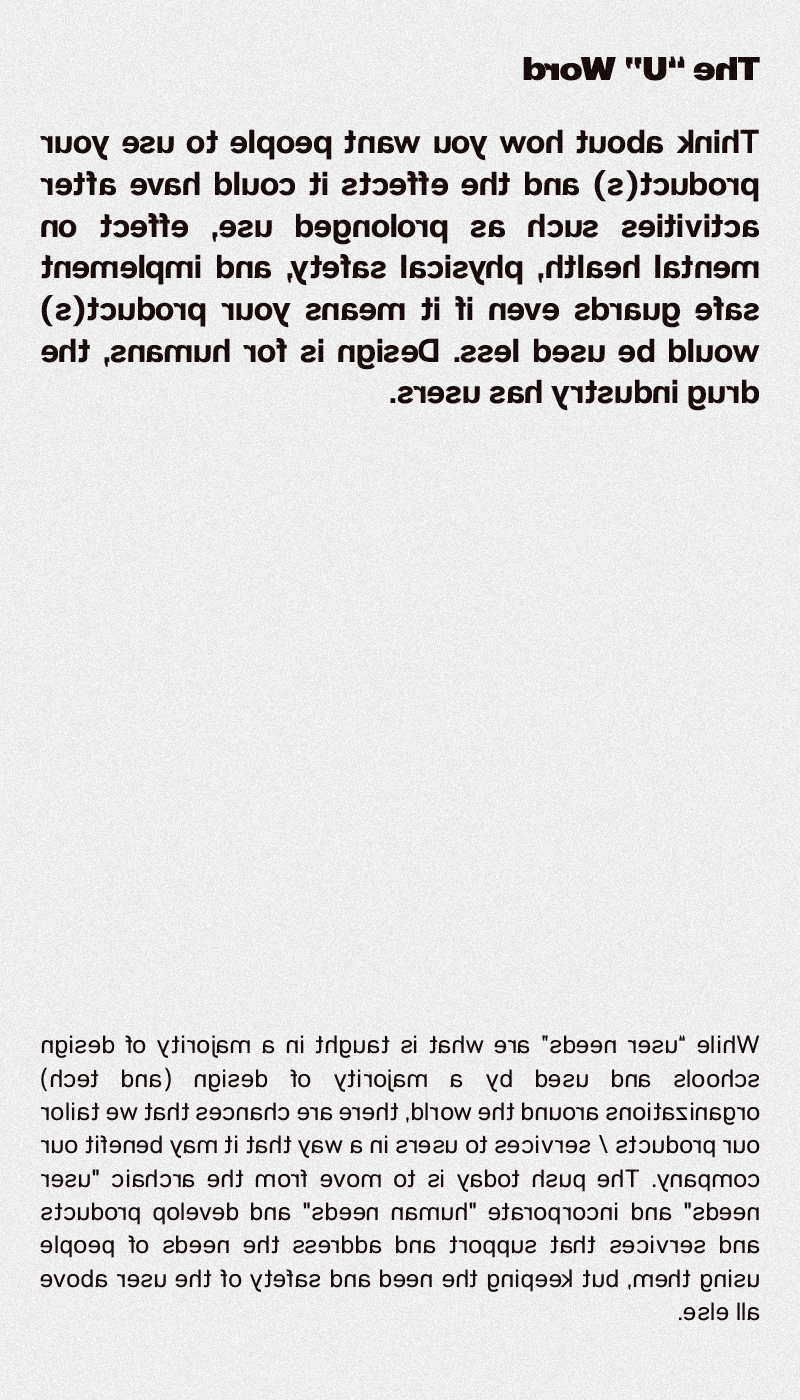 The “U” Word
Think about how you want people to use your
product(s) and the effects it could have after
activities such as prolonged use, effect on
mental health, physical safety, and implement
safe guards even if it means your product(s)
would be used less. Design is for humans, the
drug industry has users.
While “user needs" are what is taught in a majority of design
schools and used by a majority of design (and tech)
organizations around the world, there are chances that we tailor
our products / services to users in a way that it may benefit our
company. The push today is to move from the archaic "user
needs" and incorporate "human needs" and develop products
and services that support and address the needs of people
using them, but keeping the need and safety of the user above
all else.